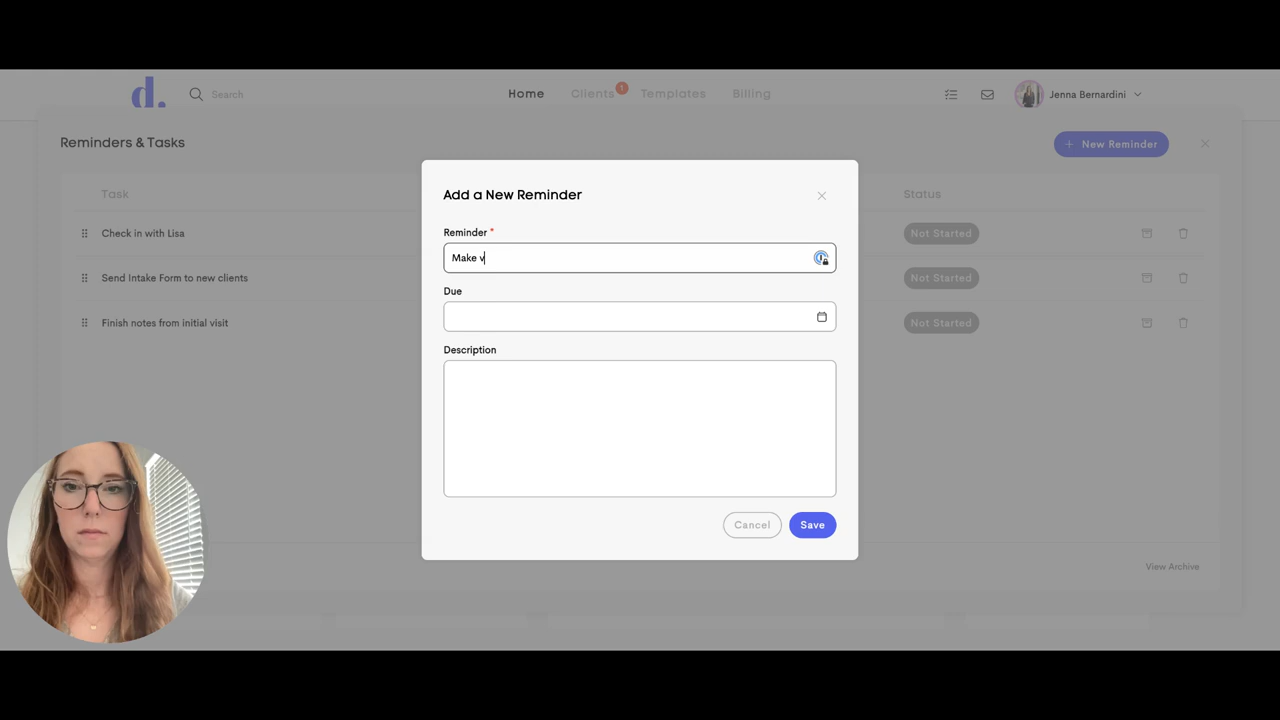 d.
Search
Home
Clients
1
Templates
Billing
Jenna Bernardini
Reminders & Tasks
+ New Reminder
Task
Status
Check in with Lisa
Not Started
Send Intake Form to new clients
Not Started
Finish notes from initial visit
Not Started
View Archive
Add a New Reminder
Reminder *
Make v
Due
Description
Cancel
Save